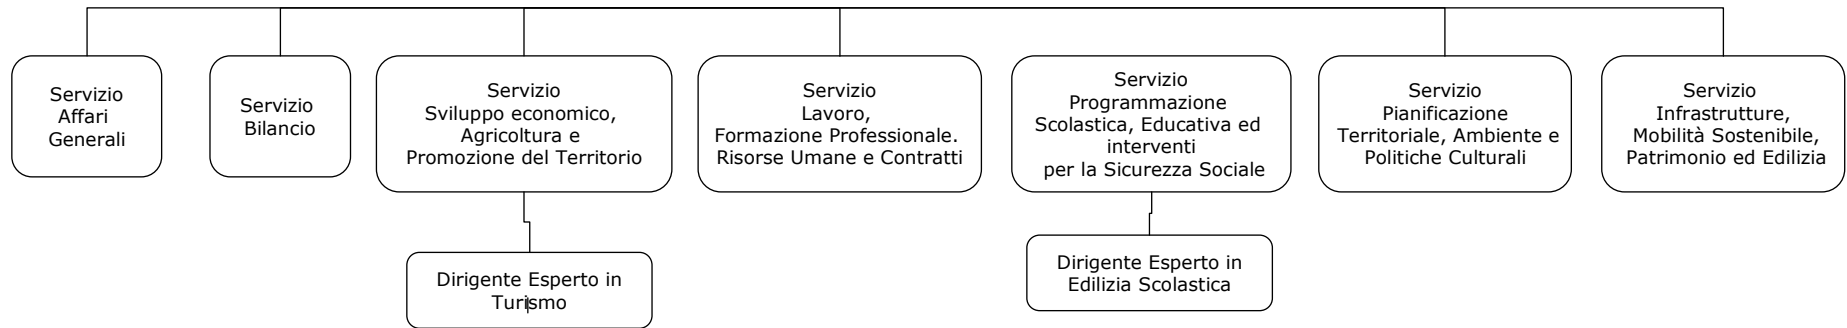 Servizio
Affari
Generali
Servizio
Bilancio
Servizio
Sviluppo economico,
Agricoltura e
Promozione del Territorio
Servizio
Lavoro,
Formazione Professionale.
Risorse Umane e Contratti
Servizio
Programmazione
Scolastica, Educativa ed
interventi
per la Sicurezza Sociale
Servizio
Pianificazione
Territoriale, Ambiente e
Politiche Culturali
Servizio
Infrastrutture,
Mobilità Sostenibile,
Patrimonio ed Edilizia
Dirigente Esperto in
Turismo
Dirigente Esperto in
Edilizia Scolastica